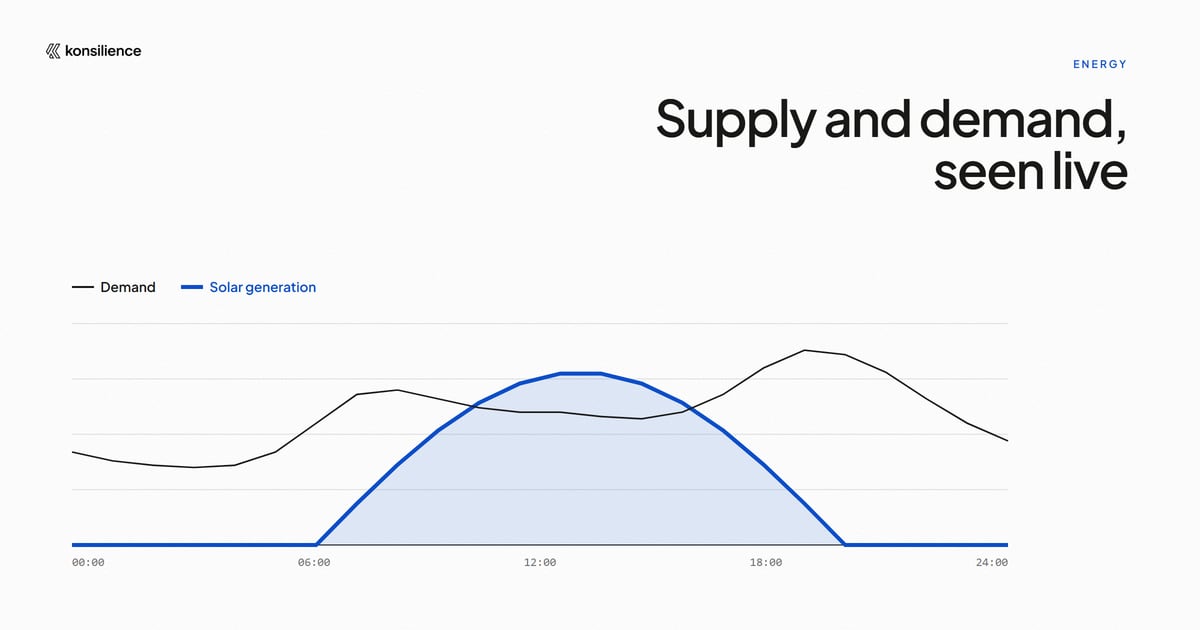 konsilience
ENERGY
Supply and demand,
seen live
Demand
Solar generation
00:00
06:00
12:00
18:00
24:00